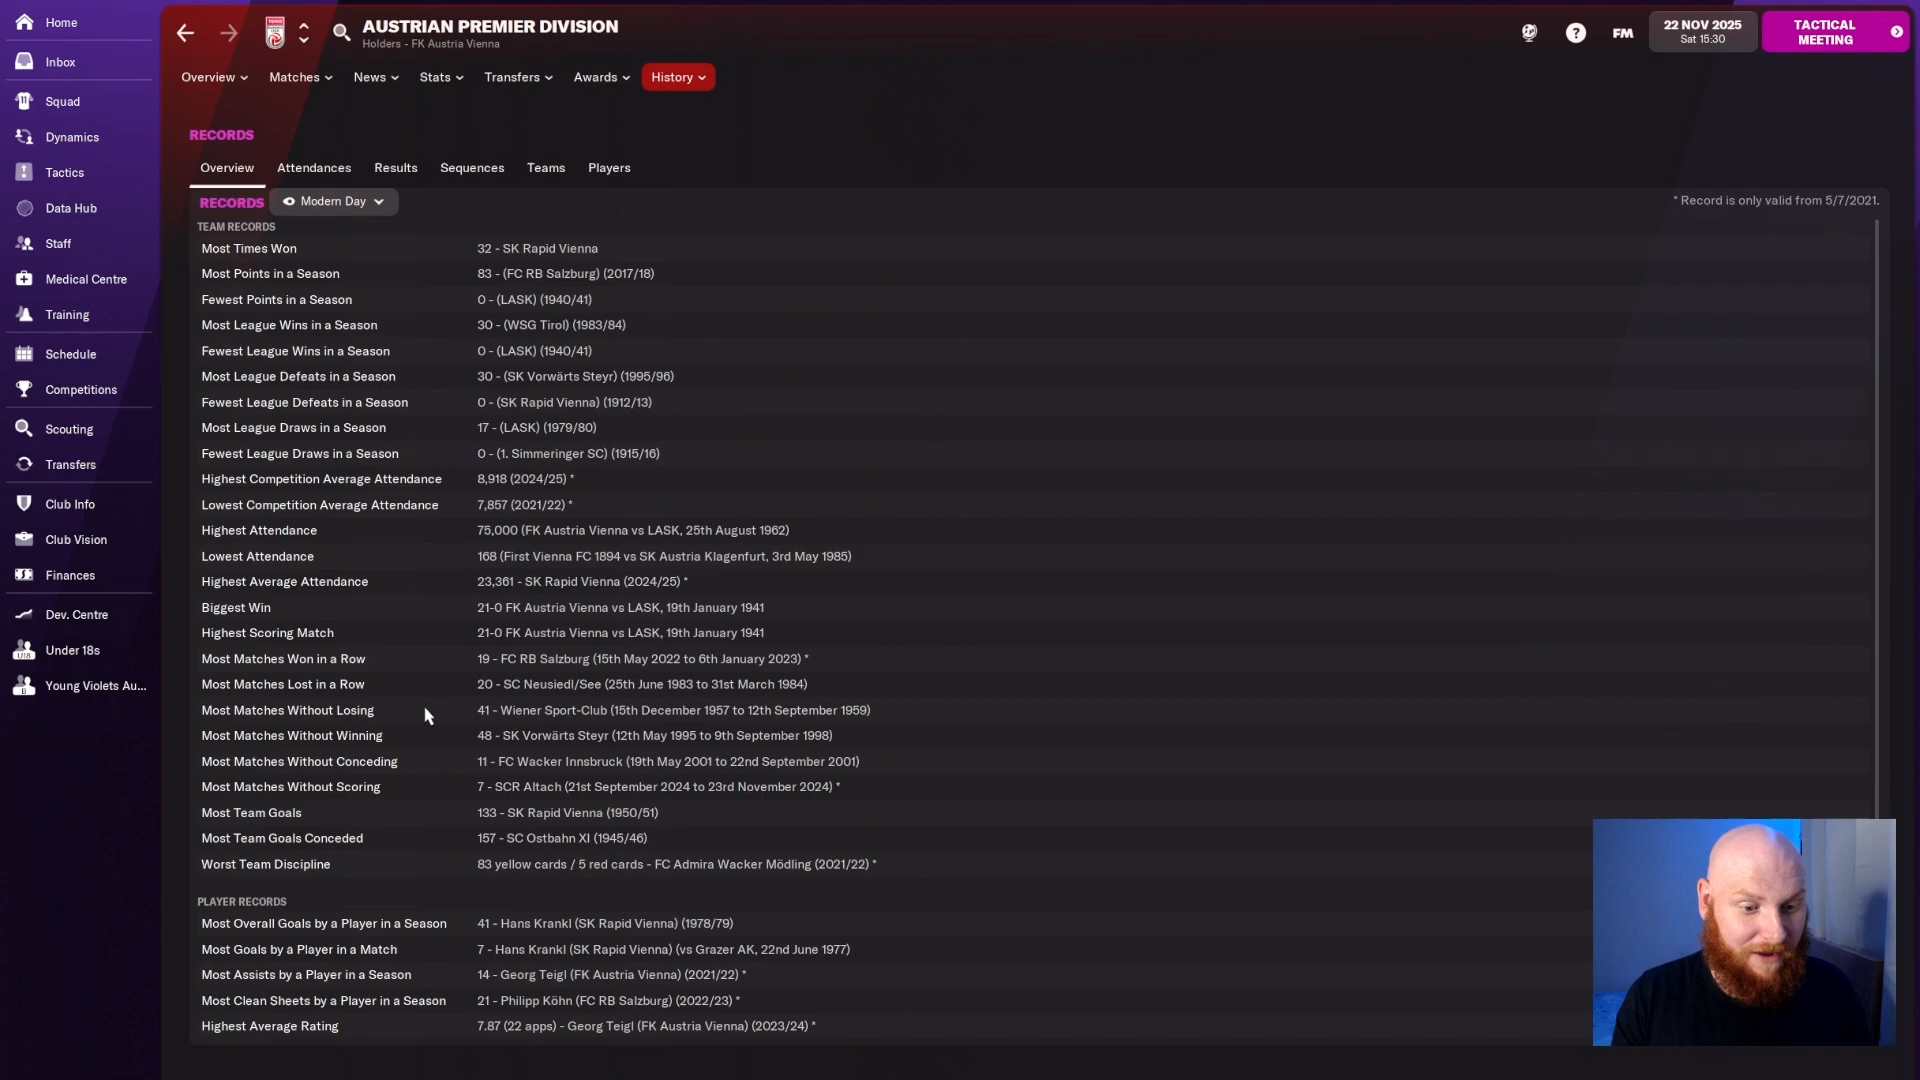 Home
Inbox
Squad
Dynamics
Tactics
Data Hub
Staff
Medical Centre
Training
Schedule
Competitions
Scouting
Transfers
Club Info
Club Vision
Finances
Dev. Centre
Under 18s
Young Violets Au...
AUSTRIAN PREMIER DIVISION
Holders - FK Austria Vienna
FM
22 NOV 2025
Sat 15:30
TACTICAL
MEETING
Overview Matches News Stats Transfers Awards History
RECORDS
Overview Attendances Results Sequences Teams Players
RECORDS Modern Day * Record is only valid from 5/7/2021.
TEAM RECORDS
Most Times Won 32 - SK Rapid Vienna
Most Points in a Season 83 - (FC RB Salzburg) (2017/18)
Fewest Points in a Season 0 - (LASK) (1940/41)
Most League Wins in a Season 30 - (WSG Tirol) (1983/84)
Fewest League Wins in a Season 0 - (LASK) (1940/41)
Most League Defeats in a Season 30 - (SK Vorwärts Steyr) (1995/96)
Fewest League Defeats in a Season 0 - (SK Rapid Vienna) (1912/13)
Most League Draws in a Season 17 - (LASK) (1979/80)
Fewest League Draws in a Season 0 - (1. Simmeringer SC) (1915/16)
Highest Competition Average Attendance 8,918 (2024/25) *
Lowest Competition Average Attendance 7,857 (2021/22) *
Highest Attendance 75,000 (FK Austria Vienna vs LASK, 25th August 1962)
Lowest Attendance 168 (First Vienna FC 1894 vs SK Austria Klagenfurt, 3rd May 1985)
Highest Average Attendance 23,361 - SK Rapid Vienna (2024/25) *
Biggest Win 21-0 FK Austria Vienna vs LASK, 19th January 1941
Highest Scoring Match 21-0 FK Austria Vienna vs LASK, 19th January 1941
Most Matches Won in a Row 19 - FC RB Salzburg (15th May 2022 to 6th January 2023) *
Most Matches Lost in a Row 20 - SC Neusiedl/See (25th June 1983 to 31st March 1984)
Most Matches Without Losing 41 - Wiener Sport-Club (15th December 1957 to 12th September 1959)
Most Matches Without Winning 48 - SK Vorwärts Steyr (12th May 1995 to 9th September 1998)
Most Matches Without Conceding 11 - FC Wacker Innsbruck (19th May 2001 to 22nd September 2001)
Most Matches Without Scoring 7 - SCR Altach (21st September 2024 to 23rd November 2024) *
Most Team Goals 133 - SK Rapid Vienna (1950/51)
Most Team Goals Conceded 157 - SC Ostbahn XI (1945/46)
Worst Team Discipline 83 yellow cards / 5 red cards - FC Admira Wacker Mödling (2021/22) *
PLAYER RECORDS
Most Overall Goals by a Player in a Season 41 - Hans Krankl (SK Rapid Vienna) (1978/79)
Most Goals by a Player in a Match 7 - Hans Krankl (SK Rapid Vienna) (vs Grazer AK, 22nd June 1977)
Most Assists by a Player in a Season 14 - Georg Teigl (FK Austria Vienna) (2021/22) *
Most Clean Sheets by a Player in a Season 21 - Philipp Köhn (FC RB Salzburg) (2022/23) *
Highest Average Rating 7.87 (22 apps) - Georg Teigl (FK Austria Vienna) (2023/24) *